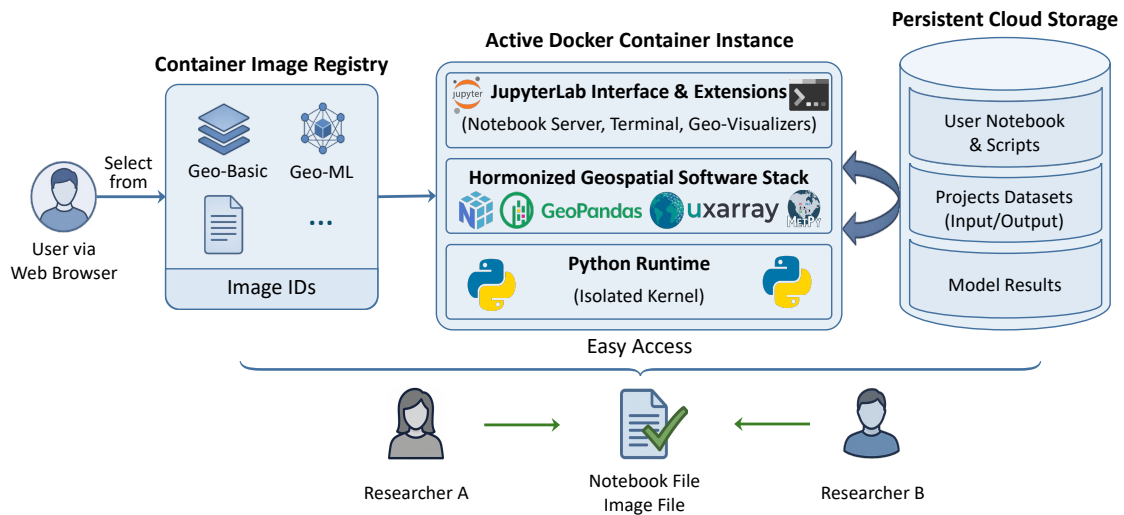 Persistent Cloud Storage
Active Docker Container Instance
Container Image Registry
jupyter
JupyterLab Interface & Extensions
(Notebook Server, Terminal, Geo-Visualizers)
User Notebook
& Scripts
Select
from
Geo-Basic
Geo-ML
...
Hormonized Geospatial Software Stack
GeoPandas
uxarray
METPY
Projects Datasets
(Input/Output)
User via
Web Browser
Image IDs
Python Runtime
(Isolated Kernel)
Model Results
Easy Access
Researcher A
Notebook File
Image File
Researcher B